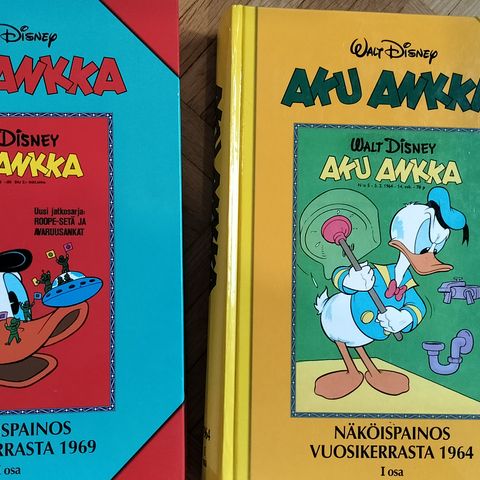 Disney
ANKKA
Disney
ANKKA
Uusi jatkosarja:
ROOPE-SETÄ JA
AVARUUSANKAT
SPAINOS
RRASTA 1969
I osa
WALT DISNEY
AKU ANKKA
WALT DISNEY
AKU ANKKA
NÄKÖISPAINOS
VUOSIKERRASTA 1964
I osa